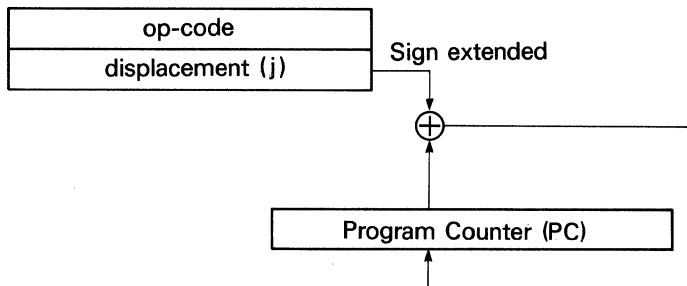 op-code
displacement (j)
Sign extended
Program Counter (PC)